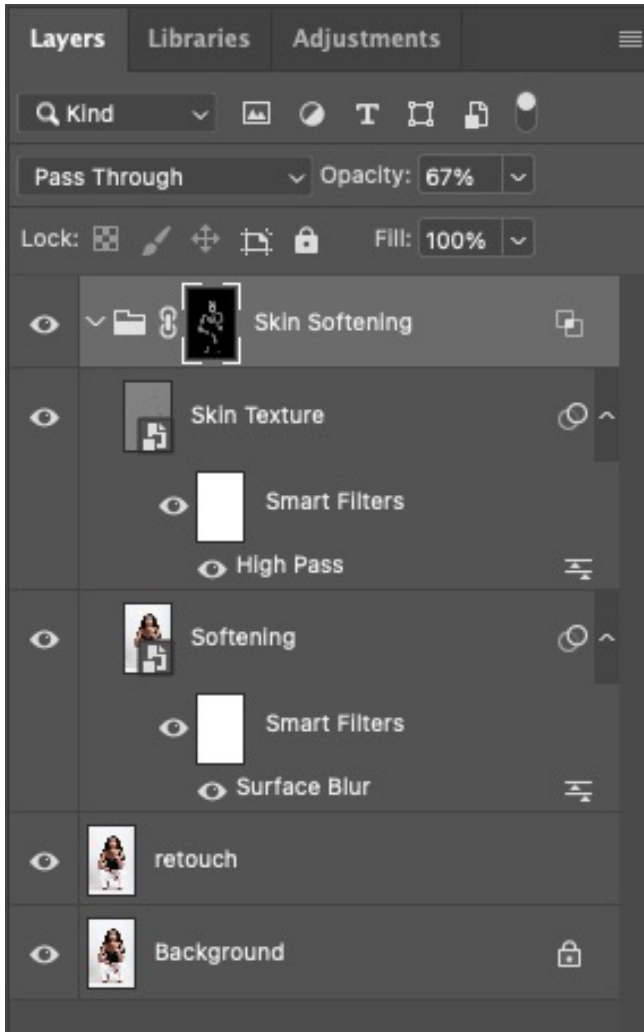 Layers Libraries Adjustments
Kind
Pass Through Opacity: 67%
Lock: Fill: 100%
Skin Softening
Skin Texture
Smart Filters
High Pass
Softening
Smart Filters
Surface Blur
retouch
Background